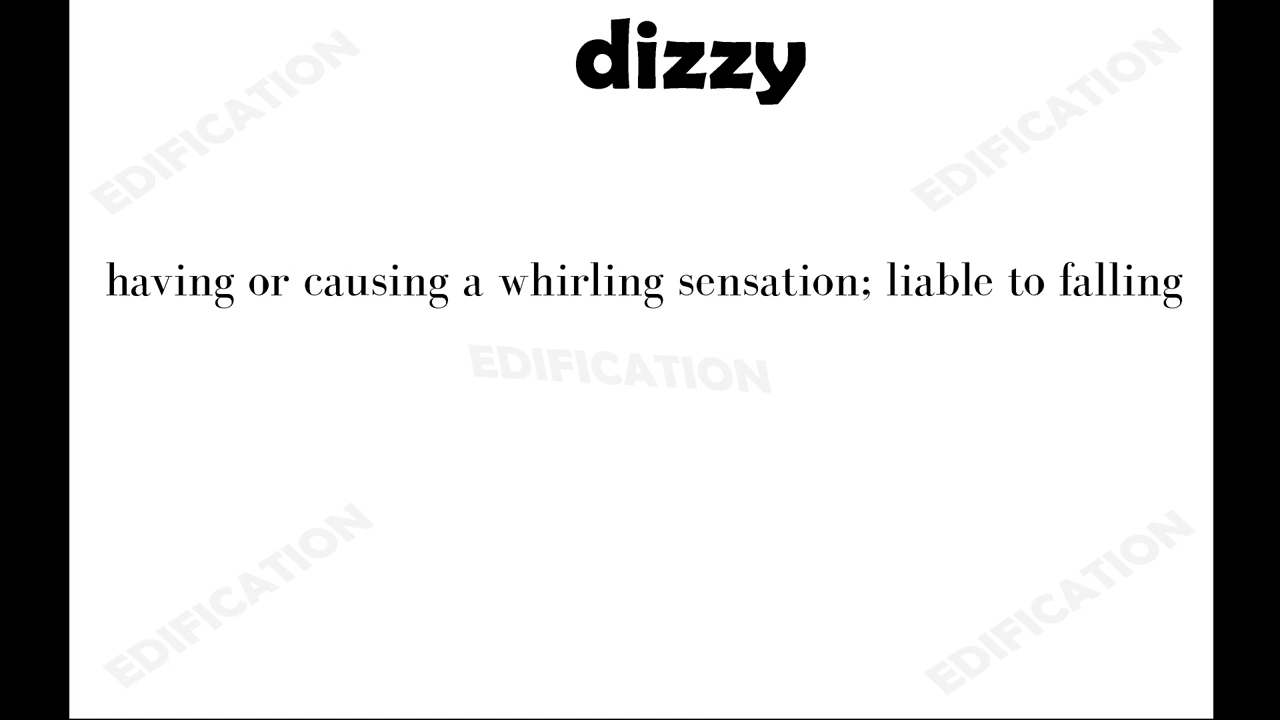 EDIFICATION
dizzy
EDIFICATION
having or causing a whirling sensation; liable to falling
EDIFICATION
EDIFICATION
EDIFICATION